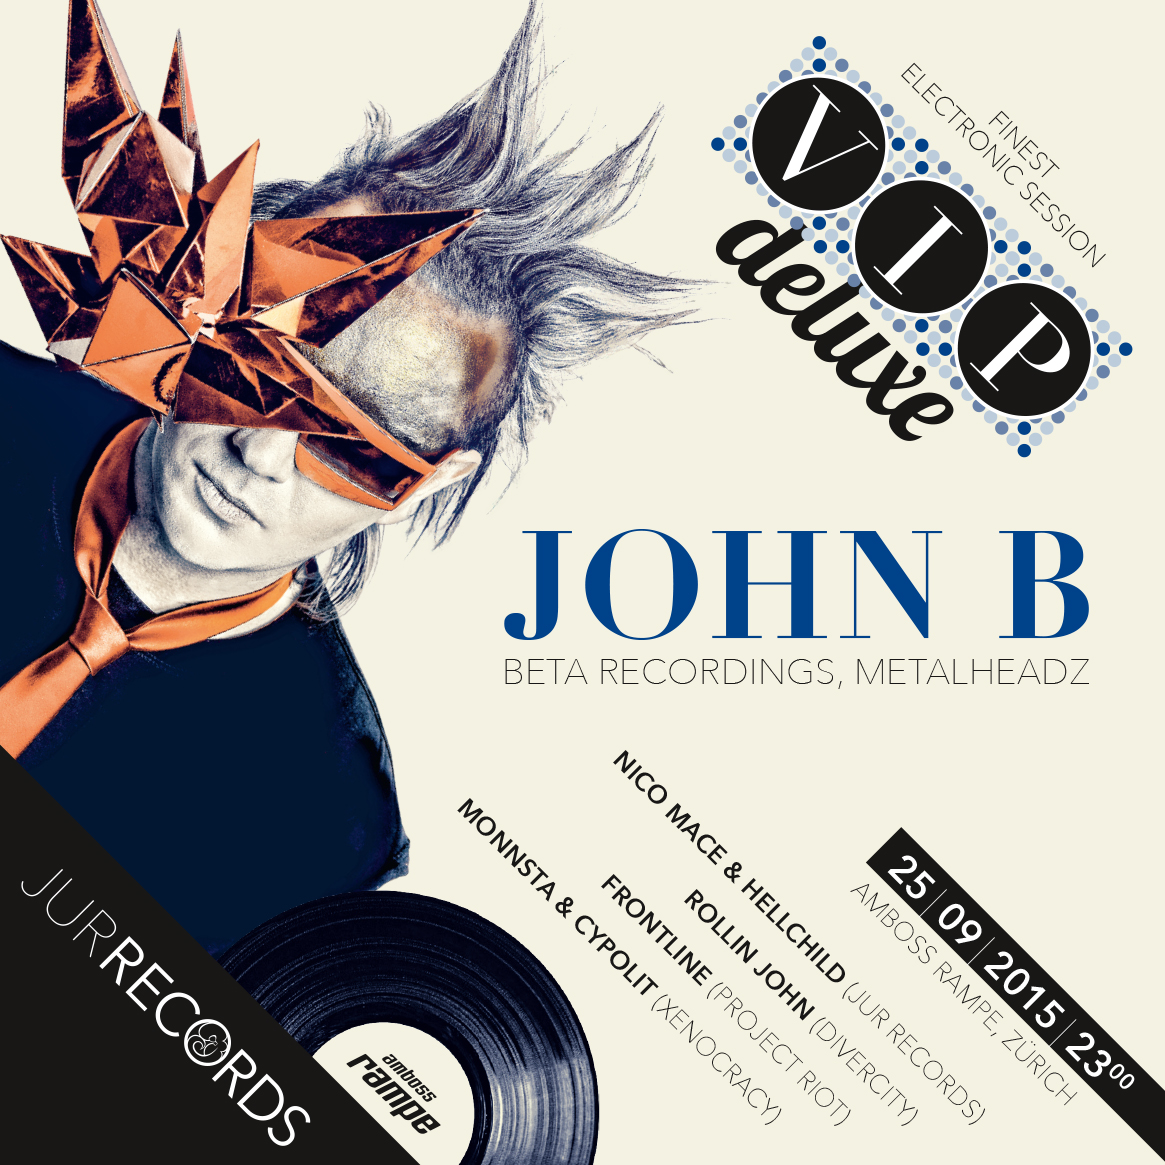 FINEST
ELECTRONIC SESSION
VIP
deluxe
JOHN B
BETA RECORDINGS, METALHEADZ
NICO MACE & HELLCHILD (JUR RECORDS)
ROLLIN JOHN (DIVERCITY)
FRONTLINE (PROJECT RIOT)
MONNSTA & CYPOLIT (XENOCRACY)
25 | 09 | 2015 | 23⁰⁰
AMBOSS RAMPE, ZÜRICH
JURRECORDS
amboss
rampe